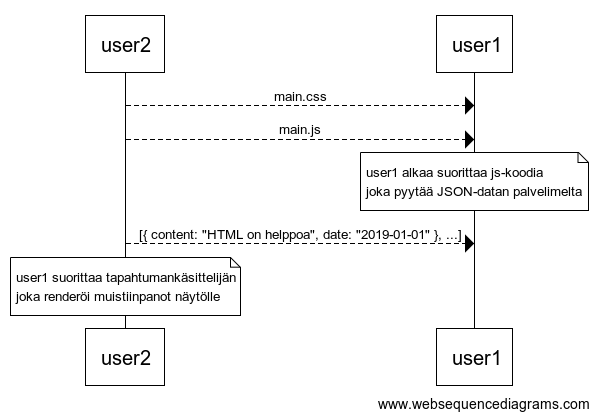 user2
user1
main.css
main.js
user1 alkaa suorittaa js-koodia
joka pyytää JSON-datan palvelimelta
[{ content: "HTML on helppoa", date: "2019-01-01" }, ...]
user1 suorittaa tapahtumankäsittelijän
joka renderöi muistiinpanot näytölle
user2
user1
www.websequencediagrams.com